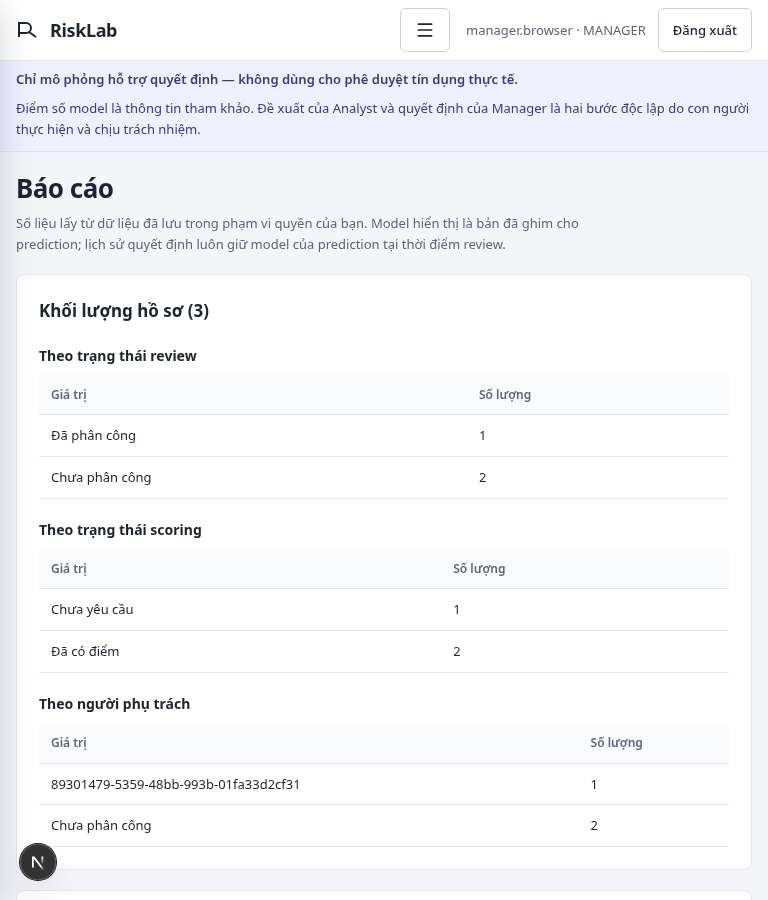 RiskLab
manager.browser · MANAGER
Đăng xuất
Chỉ mô phỏng hỗ trợ quyết định — không dùng cho phê duyệt tín dụng thực tế.
Điểm số model là thông tin tham khảo. Đề xuất của Analyst và quyết định của Manager là hai bước độc lập do con người
thực hiện và chịu trách nhiệm.
Báo cáo
Số liệu lấy từ dữ liệu đã lưu trong phạm vi quyền của bạn. Model hiển thị là bản đã ghim cho
prediction; lịch sử quyết định luôn giữ model của prediction tại thời điểm review.
Khối lượng hồ sơ (3)
Theo trạng thái review
Giá trị Số lượng
Đã phân công 1
Chưa phân công 2
Theo trạng thái scoring
Giá trị Số lượng
Chưa yêu cầu 1
Đã có điểm 2
Theo người phụ trách
Giá trị Số lượng
89301479-5359-48bb-993b-01fa33d2cf31 1
Chưa phân công 2
N